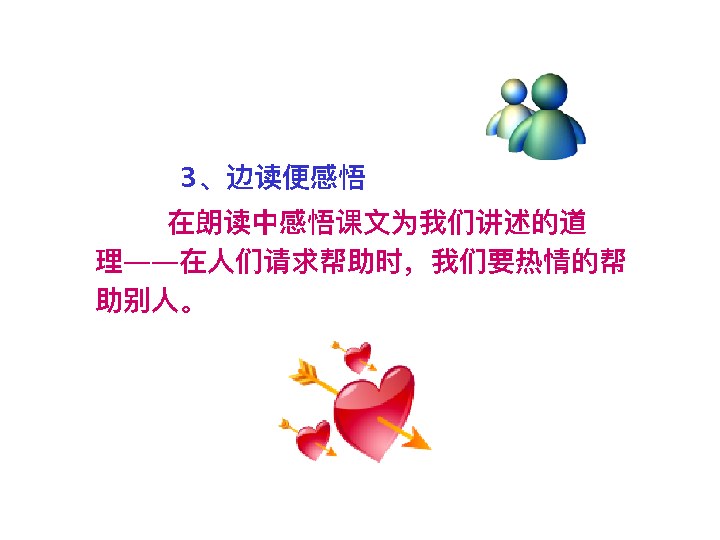 3、边读便感悟
在朗读中感悟课文为我们讲述的道
理——在人们请求帮助时，我们要热情的帮
助别人。